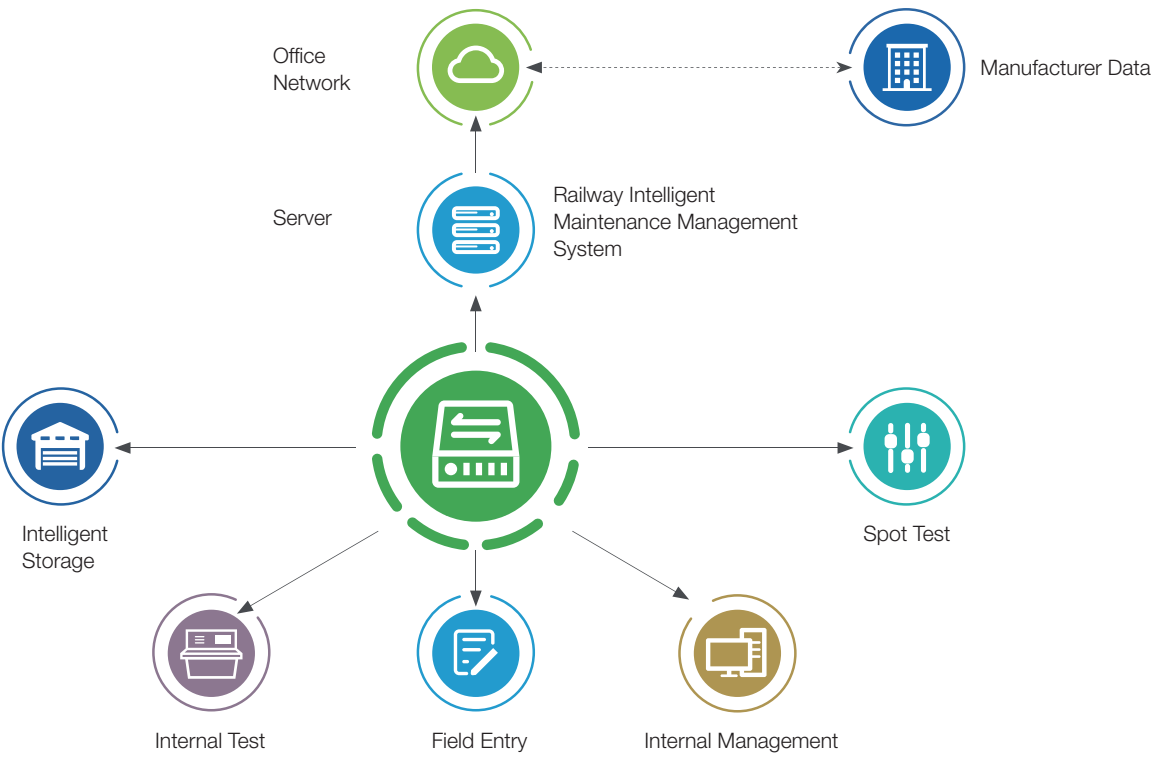 Office
Network
Manufacturer Data
Server
Railway Intelligent
Maintenance Management
System
Intelligent
Storage
Spot Test
Internal Test
Field Entry
Internal Management